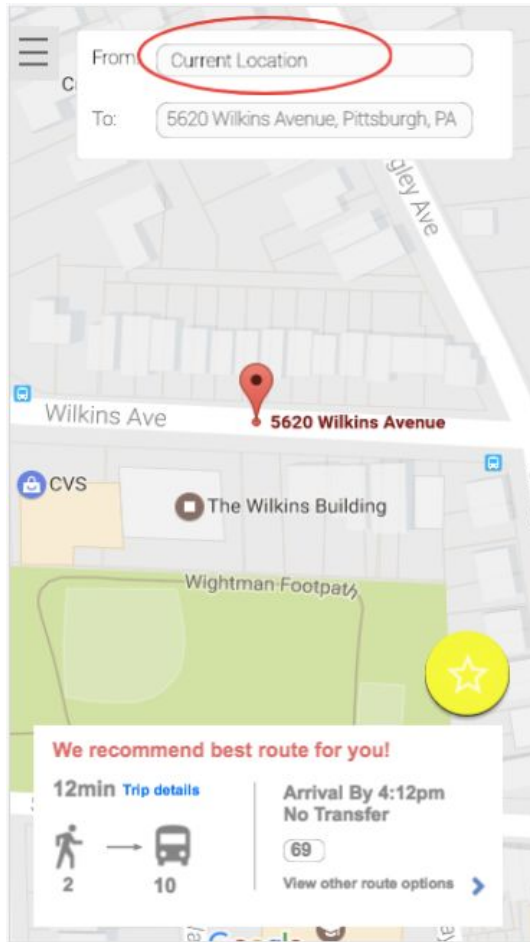 From:
Current Location
To:
5620 Wilkins Avenue, Pittsburgh, PA
gley Ave
Wilkins Ave
5620 Wilkins Avenue
CVS
The Wilkins Building
Wightman Footpath
We recommend best route for you!
12min Trip details
Arrival By 4:12pm
No Transfer
69
2
10
View other route options